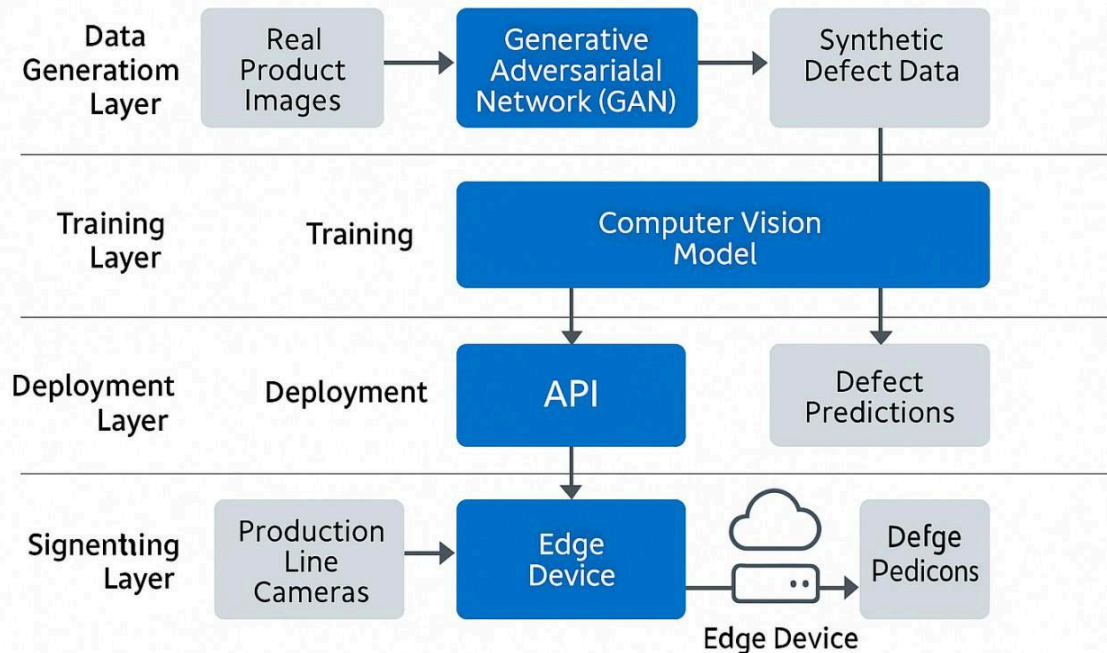 Data
Generatiom
Layer
Real
Product
Images
Generative
Adversarialal
Network (GAN)
Synthetic
Defect Data
Training
Layer
Training
Computer Vision
Model
Deployment
Layer
Deployment
API
Defect
Predictions
Layer
Production
Line
Cameras
Edge
Device
Edge Device
Defge
Pedicons